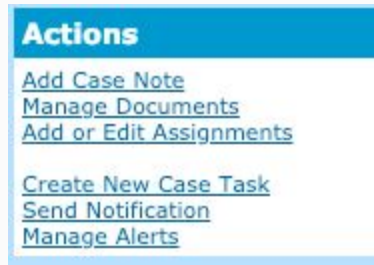 Actions
Add Case Note
Manage Documents
Add or Edit Assignments
Create New Case Task
Send Notification
Manage Alerts